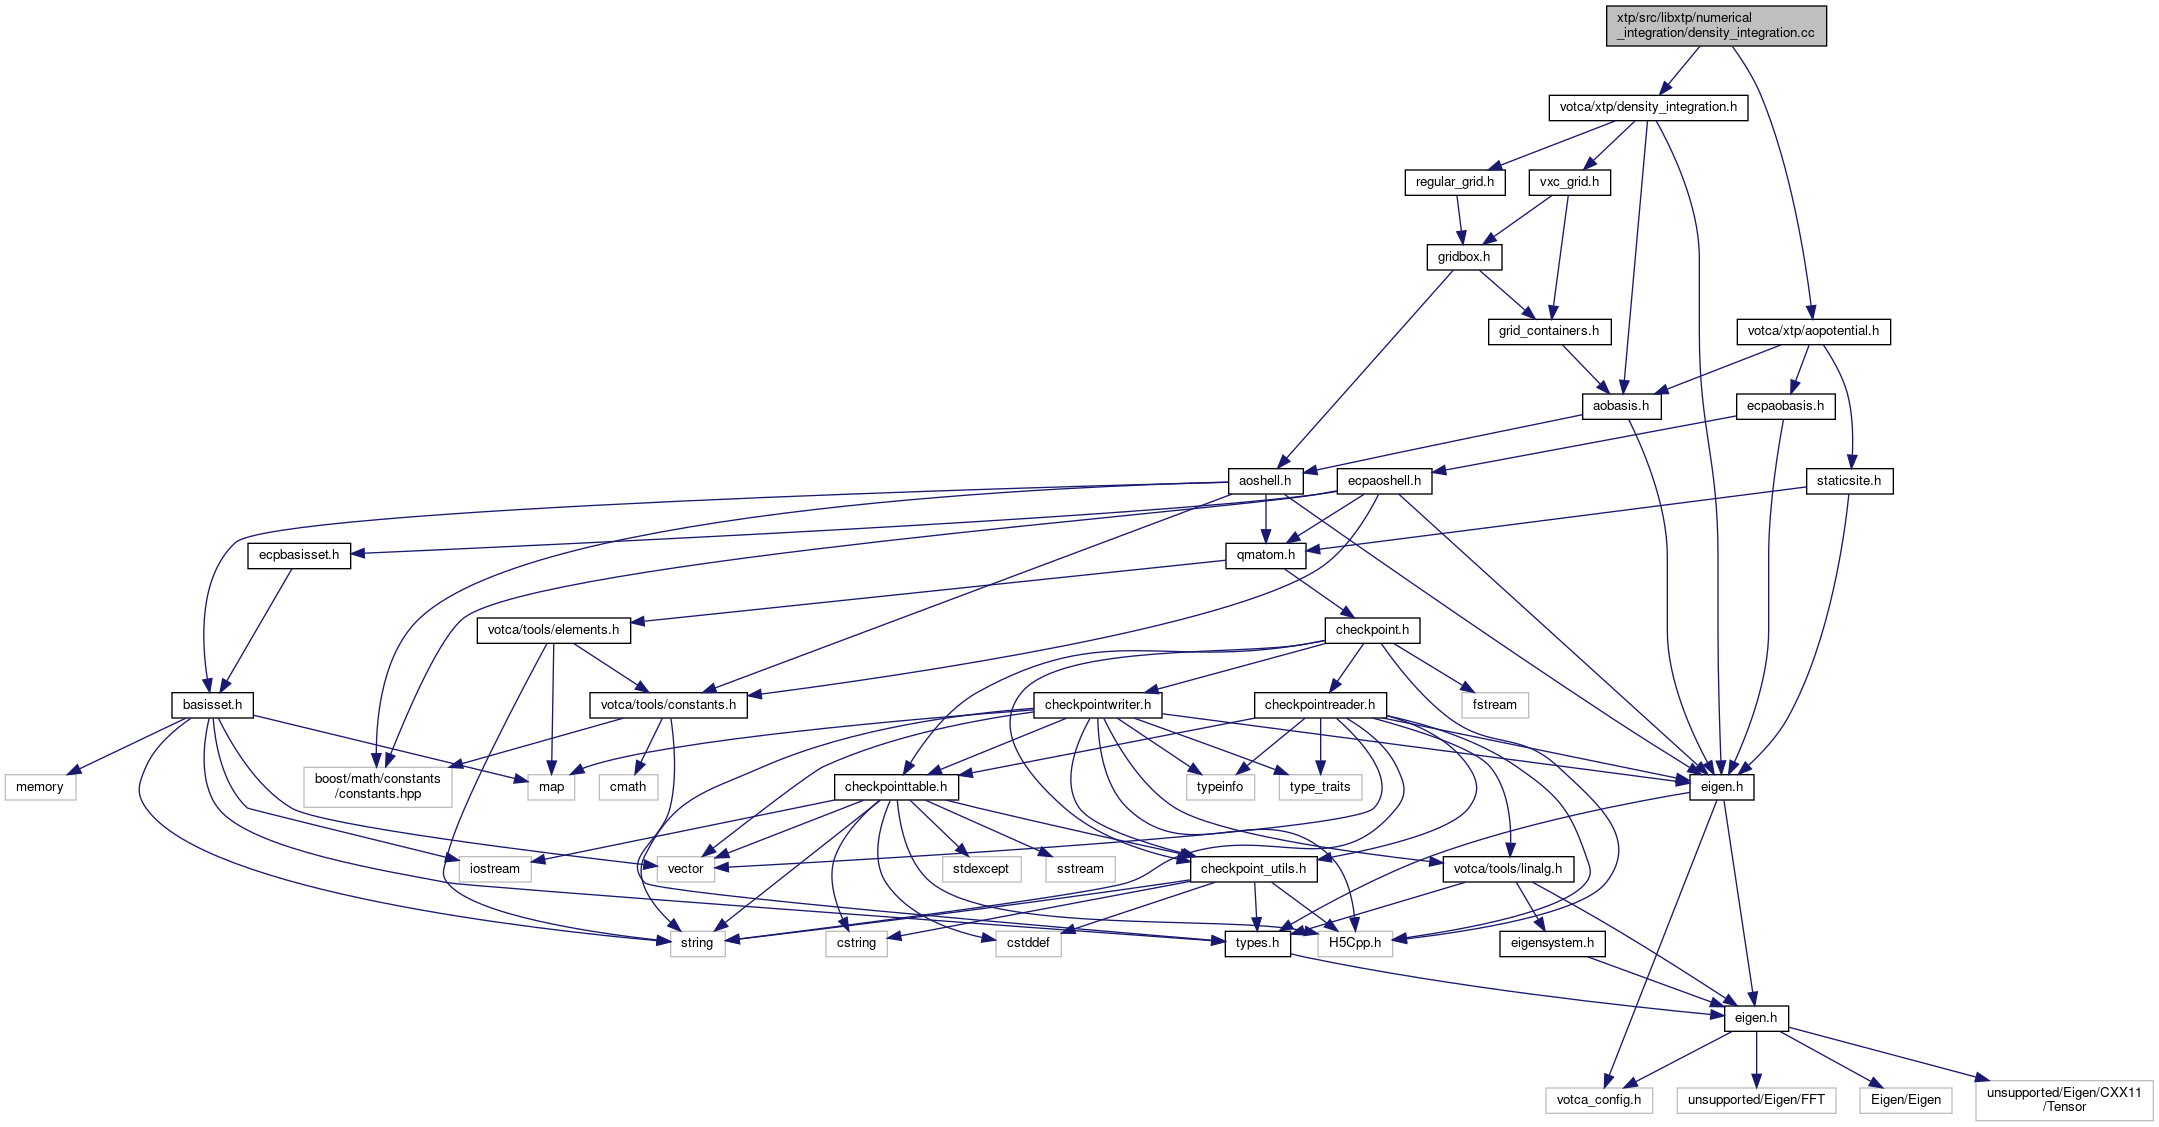 xtp/src/libxtp/numerical
_integration/density_integration.cc
votca/xtp/density_integration.h
regular_grid.h
vxc_grid.h
gridbox.h
grid_containers.h
votca/xtp/aopotential.h
aobasis.h
ecpaobasis.h
aoshell.h
ecpaoshell.h
staticsite.h
ecpbasisset.h
qmatom.h
votca/tools/elements.h
checkpoint.h
basisset.h
votca/tools/constants.h
checkpointwriter.h
checkpointreader.h
fstream
memory
boost/math/constants
/constants.hpp
map
cmath
checkpointtable.h
typeinfo
type_traits
eigen.h
iostream
vector
stdexcept
sstream
checkpoint_utils.h
votca/tools/linalg.h
string
cstring
cstddef
types.h
H5Cpp.h
eigensystem.h
eigen.h
votca_config.h
unsupported/Eigen/FFT
Eigen/Eigen
unsupported/Eigen/CXX11
/Tensor